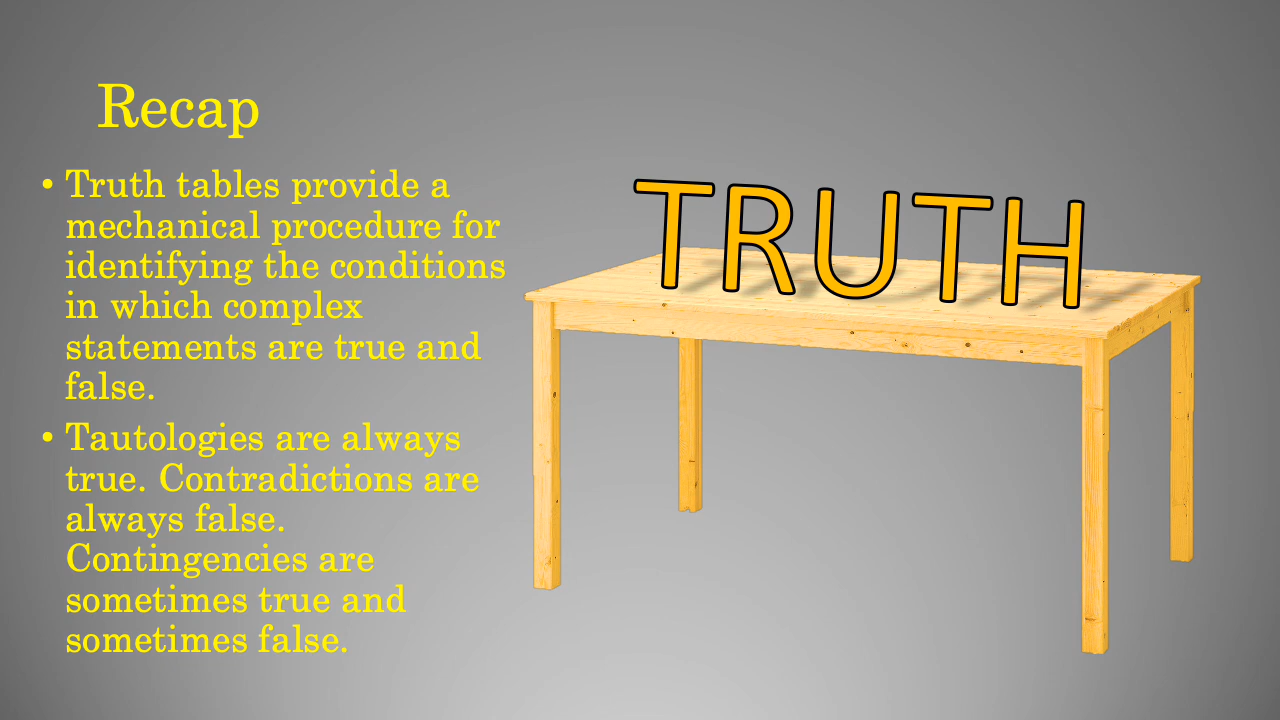 Recap
• Truth tables provide a
mechanical procedure for
identifying the conditions
in which complex
statements are true and
false.
• Tautologies are always
true. Contradictions are
always false.
Contingencies are
sometimes true and
sometimes false.
TRUTH